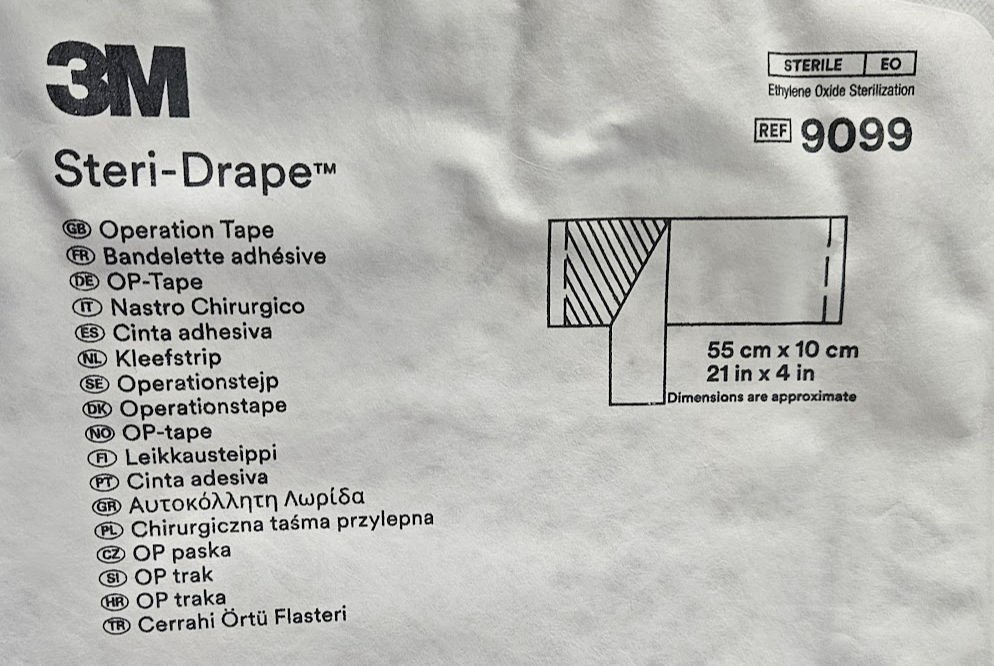 3M
Steri-Drape™
GB Operation Tape
FR Bandelette adhésive
DE OP-Tape
IT Nastro Chirurgico
ES Cinta adhesiva
NL Kleefstrip
SE Operationstejp
DK Operationstape
NO OP-tape
FI Leikkausteippi
PT Cinta adesiva
GR Αυτοκόλλητη Λωρίδα
PL Chirurgiczna taśma przylepna
CZ OP paska
SI OP trak
HR OP traka
TR Cerrahi Örtü Flasteri
STERILE EO
Ethylene Oxide Sterilization
REF 9099
55 cm x 10 cm
21 in x 4 in
Dimensions are approximate